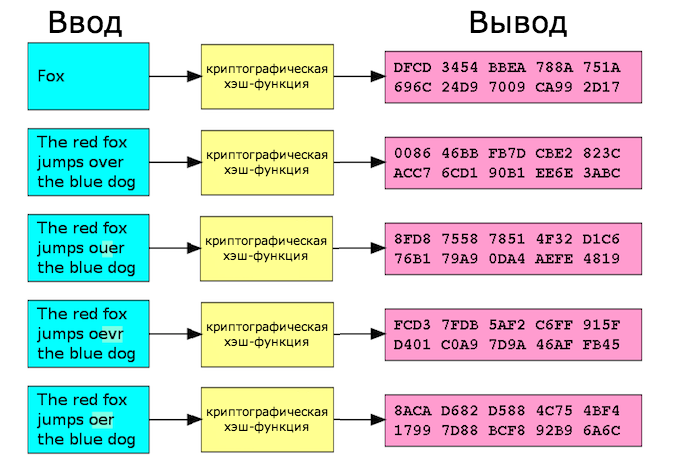 Ввод
Вывод
Fox
криптографическая
хэш-функция
DFCD 3454 BBEA 788A 751A
696C 24D9 7009 CA99 2D17
The red fox
jumps over
the blue dog
криптографическая
хэш-функция
0086 46BB FB7D CBE2 823C
ACC7 6CD1 90B1 EE6E 3ABC
The red fox
jumps ouer
the blue dog
криптографическая
хэш-функция
8FD8 7558 7851 4F32 D1C6
76B1 79A9 0DA4 AEFE 4819
The red fox
jumps oevr
the blue dog
криптографическая
хэш-функция
FCD3 7FDB 5AF2 C6FF 915F
D401 C0A9 7D9A 46AF FB45
The red fox
jumps oer
the blue dog
криптографическая
хэш-функция
8ACA D682 D588 4C75 4BF4
1799 7D88 BCF8 92B9 6A6C